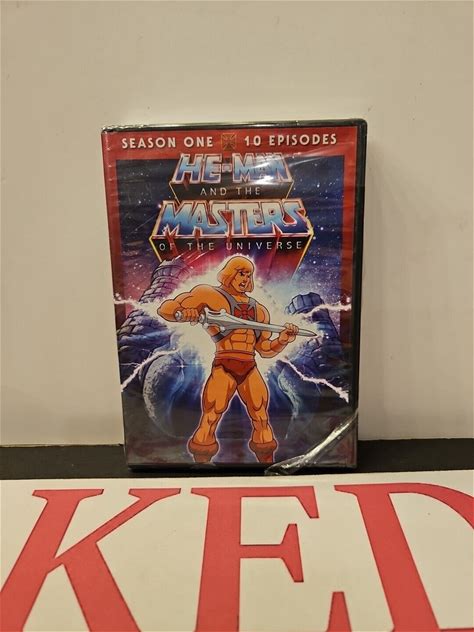 SEASON ONE 10 EPISODES
HE-MAN
AND THE
MASTERS
OF THE UNIVERSE
KED